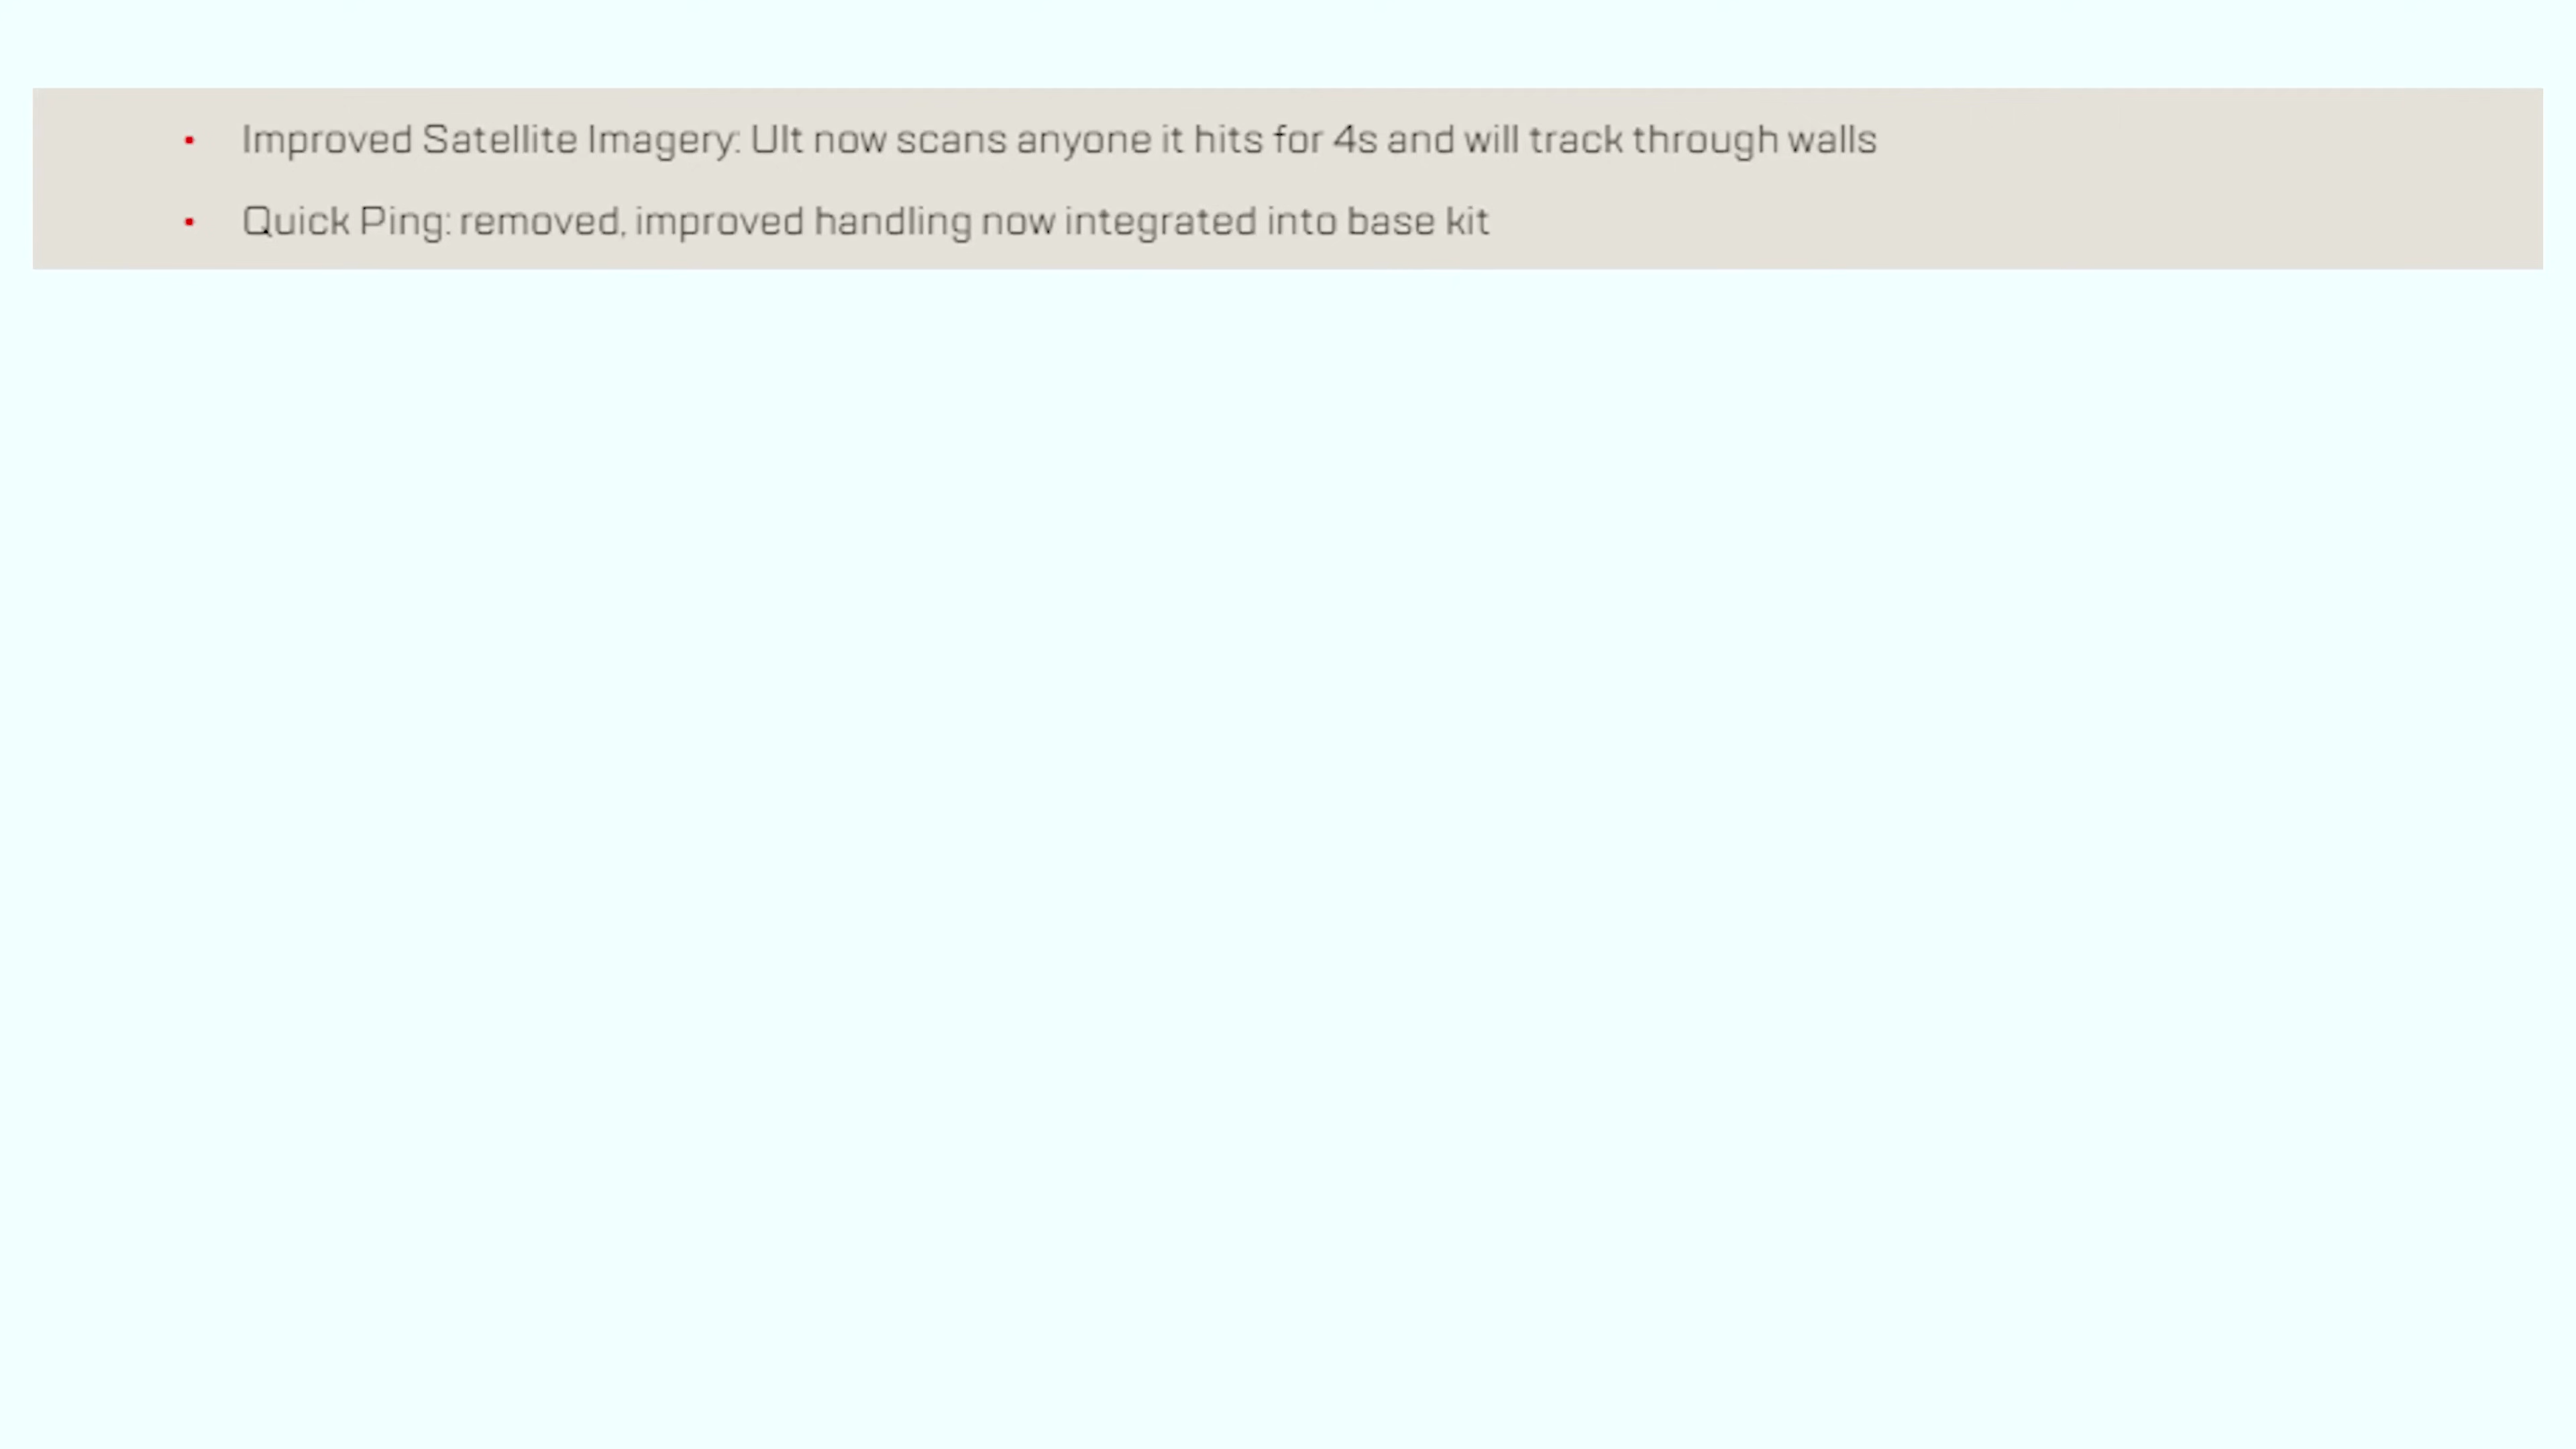 • Improved Satellite Imagery: Ult now scans anyone it hits for 4s and will track through walls
• Quick Ping: removed, improved handling now integrated into base kit